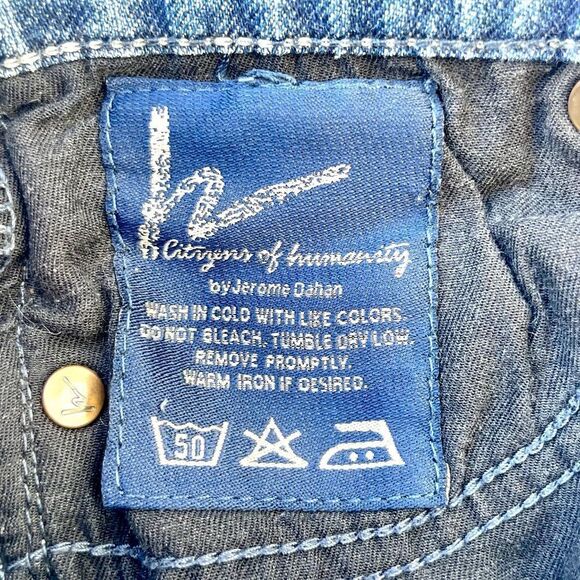 h
Citizens of humanity
by Jerome Dahan
WASH IN COLD WITH LIKE COLORS.
DO NOT BLEACH. TUMBLE DRY LOW.
REMOVE PROMPTLY.
WARM IRON IF DESIRED.
50